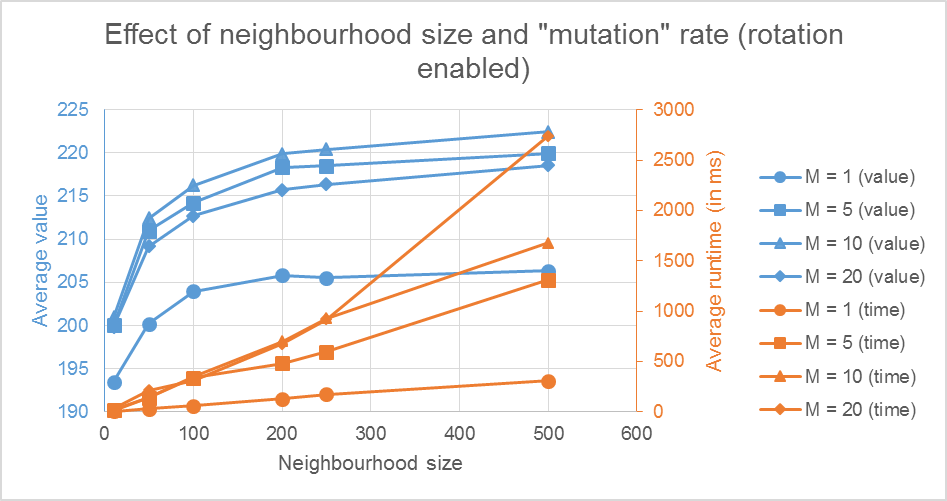 Effect of neighbourhood size and "mutation" rate (rotation
enabled)
Average value
225
220
215
210
205
200
195
190
0
100
200
300
400
500
600
Neighbourhood size
3000
2500
2000
1500
1000
500
0
Average runtime (in ms)
M = 1 (value)
M = 5 (value)
M = 10 (value)
M = 20 (value)
M = 1 (time)
M = 5 (time)
M = 10 (time)
M = 20 (time)